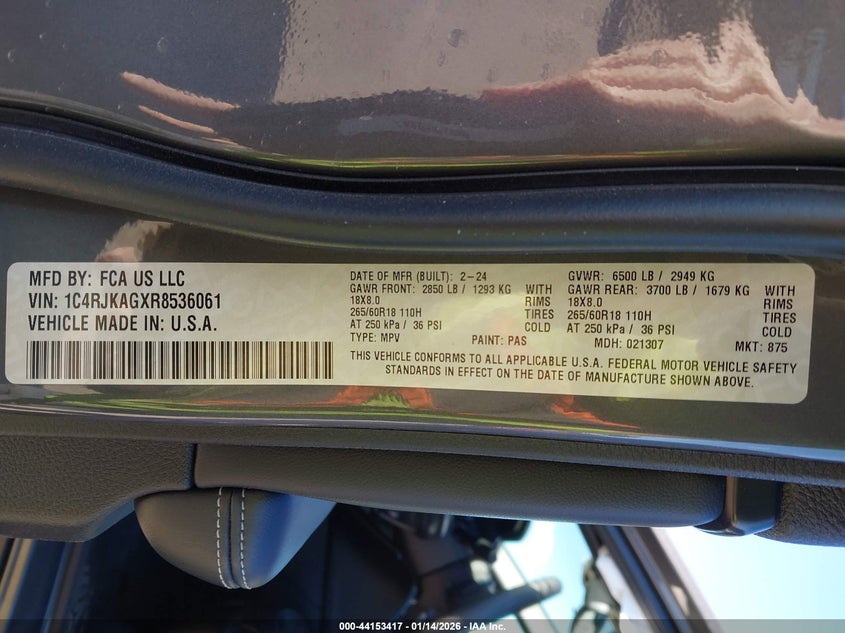 MFD BY: FCA US LLC
VIN: 1C4RJKAGXR8536061
VEHICLE MADE IN: U.S.A.
DATE OF MFR (BUILT): 2-24
GAWR FRONT: 2850 LB / 1293 KG WITH
18X8.0 RIMS
265/60R18 110H TIRES
AT 250 kPa / 36 PSI COLD
TYPE: MPV PAINT: PAS
GVWR: 6500 LB / 2949 KG
GAWR REAR: 3700 LB / 1679 KG WITH
18X8.0 RIMS
265/60R18 110H TIRES
AT 250 kPa / 36 PSI COLD
MDH: 021307 MKT: 875
THIS VEHICLE CONFORMS TO ALL APPLICABLE U.S.A. FEDERAL MOTOR VEHICLE SAFETY
STANDARDS IN EFFECT ON THE DATE OF MANUFACTURE SHOWN ABOVE.
000-44153417 - 01/14/2026 - IAA Inc.